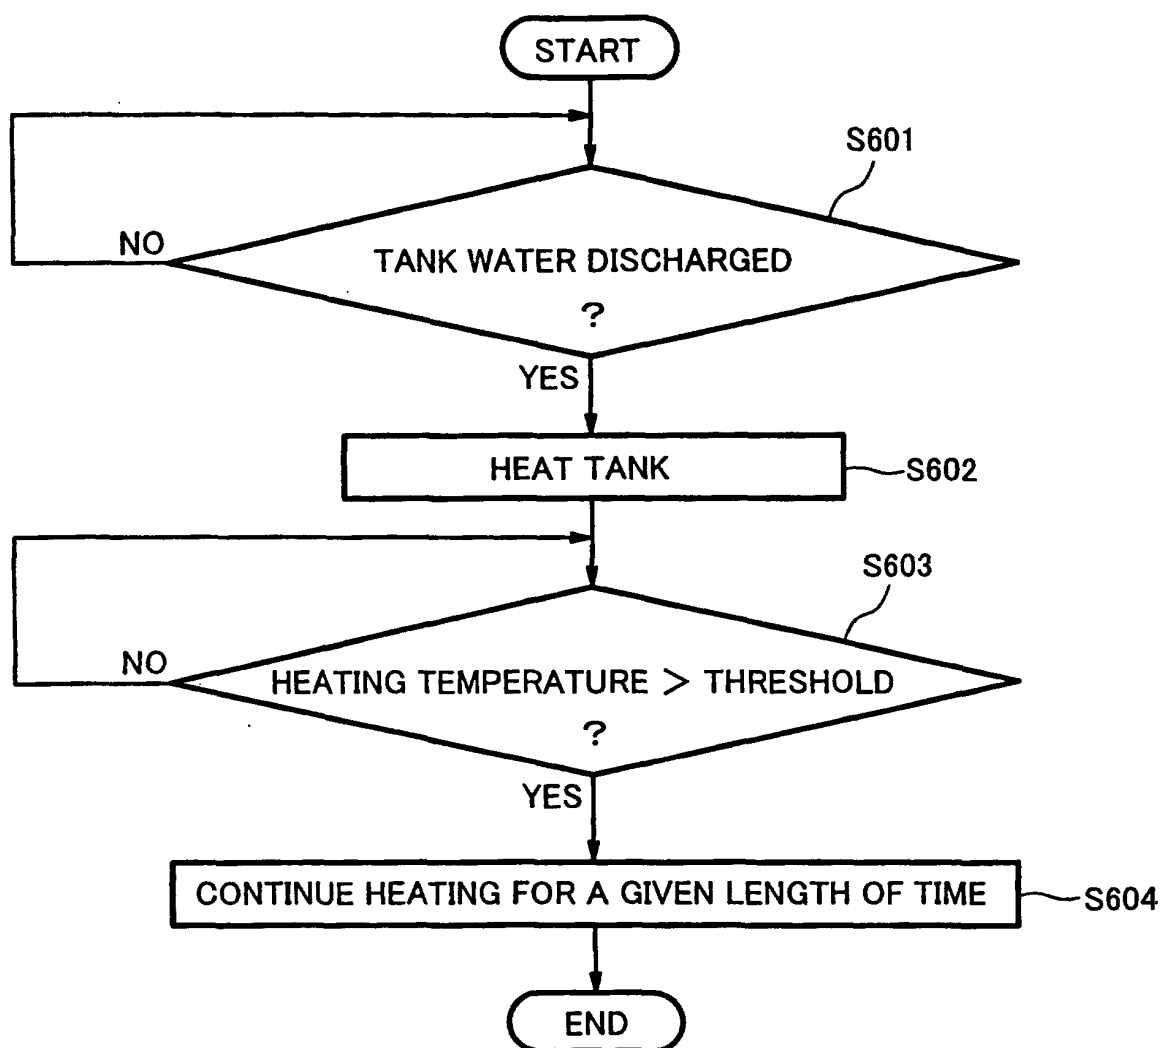 START
S601
NO
TANK WATER DISCHARGED
?
YES
HEAT TANK
S602
S603
NO
HEATING TEMPERATURE > THRESHOLD
?
YES
CONTINUE HEATING FOR A GIVEN LENGTH OF TIME
S604
END